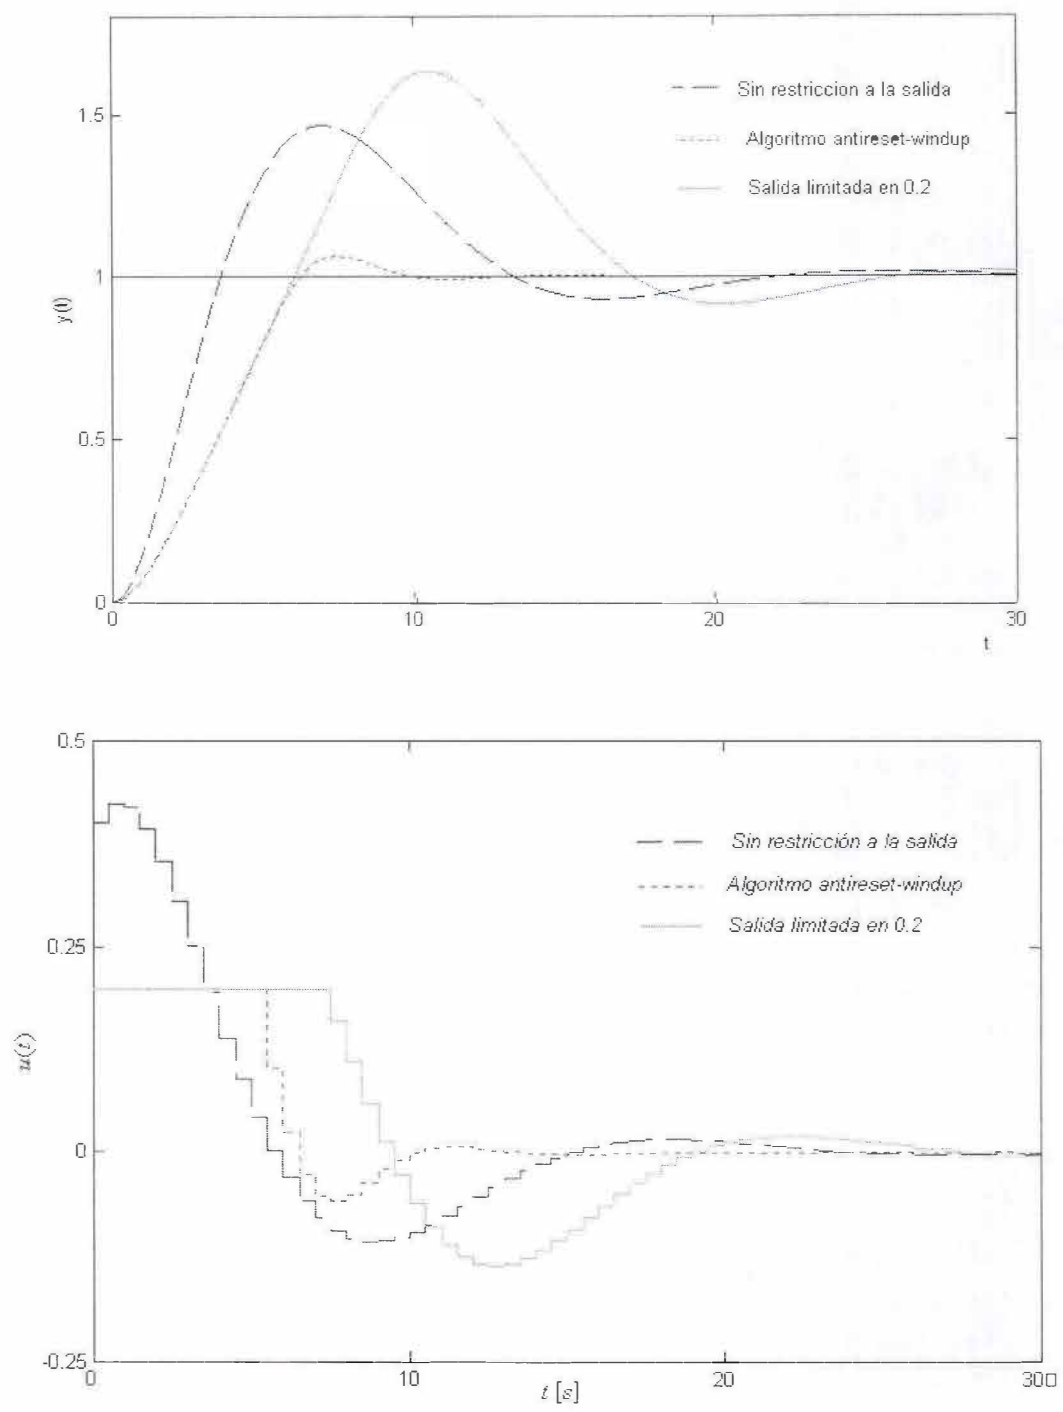 Sin restriccion a la salida
1.5
Algoritmo antireset-windup
Salida limitada en 0.2
1
y(t)
0.5
0
0
10
20
30
t
0.5
Sin restricción a la salida
Algoritmo antireset-windup
Salida limitada en 0.2
0.25
u(t)
0
-0.25
0
10
t [s]
20
300